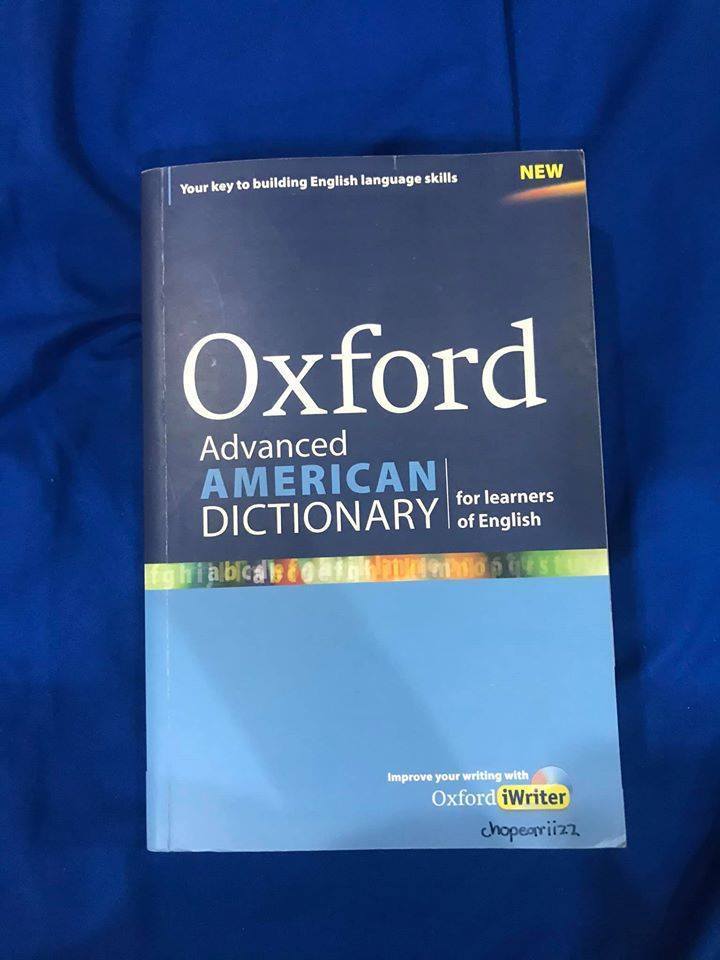 Your key to building English language skills
NEW
Oxford
Advanced
AMERICAN
DICTIONARY
for learners
of English
Improve your writing with
Oxford iWriter
chopeariizz